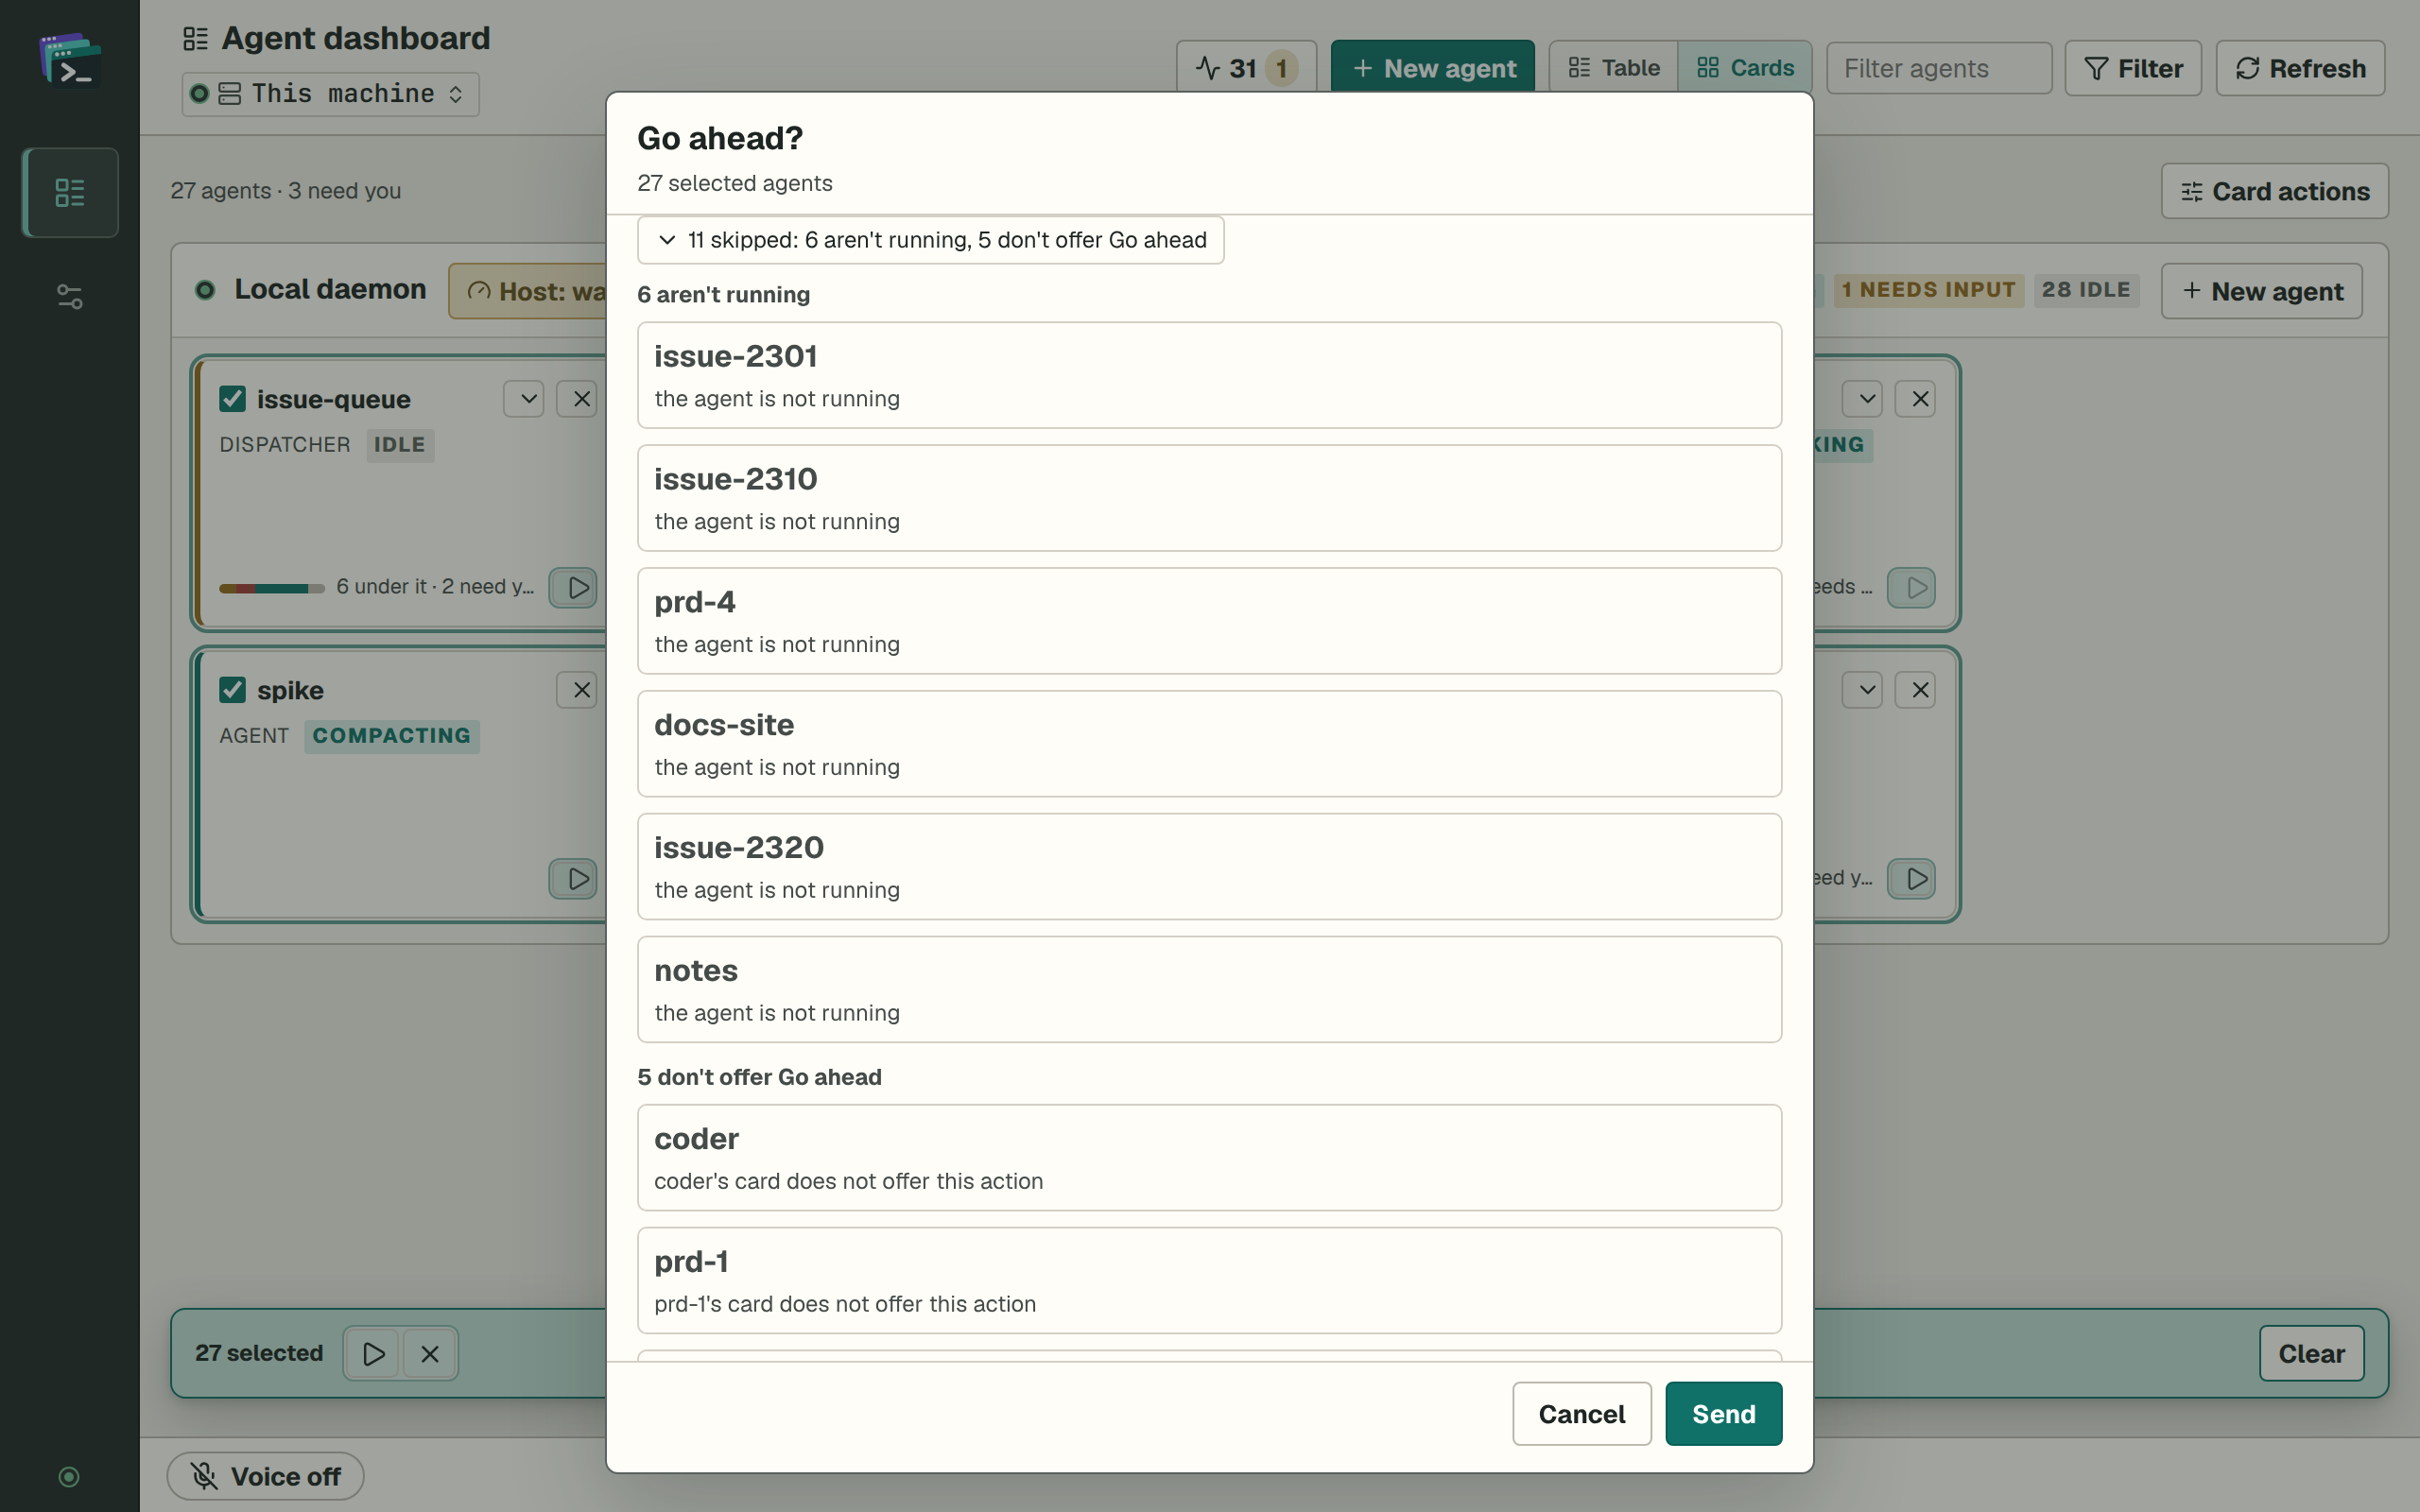 Agent dashboard
This machine
31 1
New agent
Table
Cards
Filter agents
Filter
Refresh
27 agents · 3 need you
Card actions
Local daemon
Host:
1 NEEDS INPUT
28 IDLE
New agent
issue-queue
DISPATCHER IDLE
6 under it · 2 need y…
spike
AGENT COMPACTING
Go ahead?
27 selected agents
11 skipped: 6 aren't running, 5 don't offer Go ahead
6 aren't running
issue-2301
the agent is not running
issue-2310
the agent is not running
prd-4
the agent is not running
docs-site
the agent is not running
issue-2320
the agent is not running
notes
the agent is not running
5 don't offer Go ahead
coder
coder's card does not offer this action
prd-1
prd-1's card does not offer this action
Cancel
Send
27 selected
Clear
Voice off